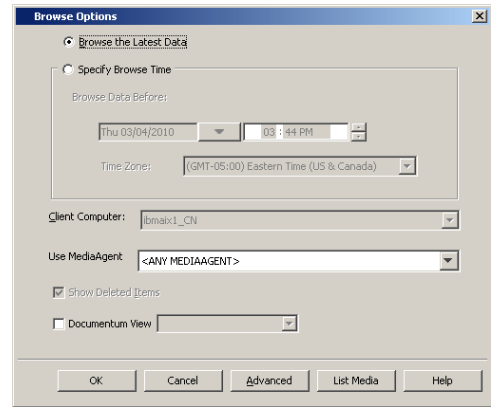 Browse Options
Browse the Latest Data
Specify Browse Time
Browse Data Before:
Thu 03/04/2010 03 : 44 PM
Time Zone: (GMT-05:00) Eastern Time (US & Canada)
Client Computer: ibmaix1_CN
Use MediaAgent <ANY MEDIAAGENT>
Show Deleted Items
Documentum View
OK Cancel Advanced List Media Help